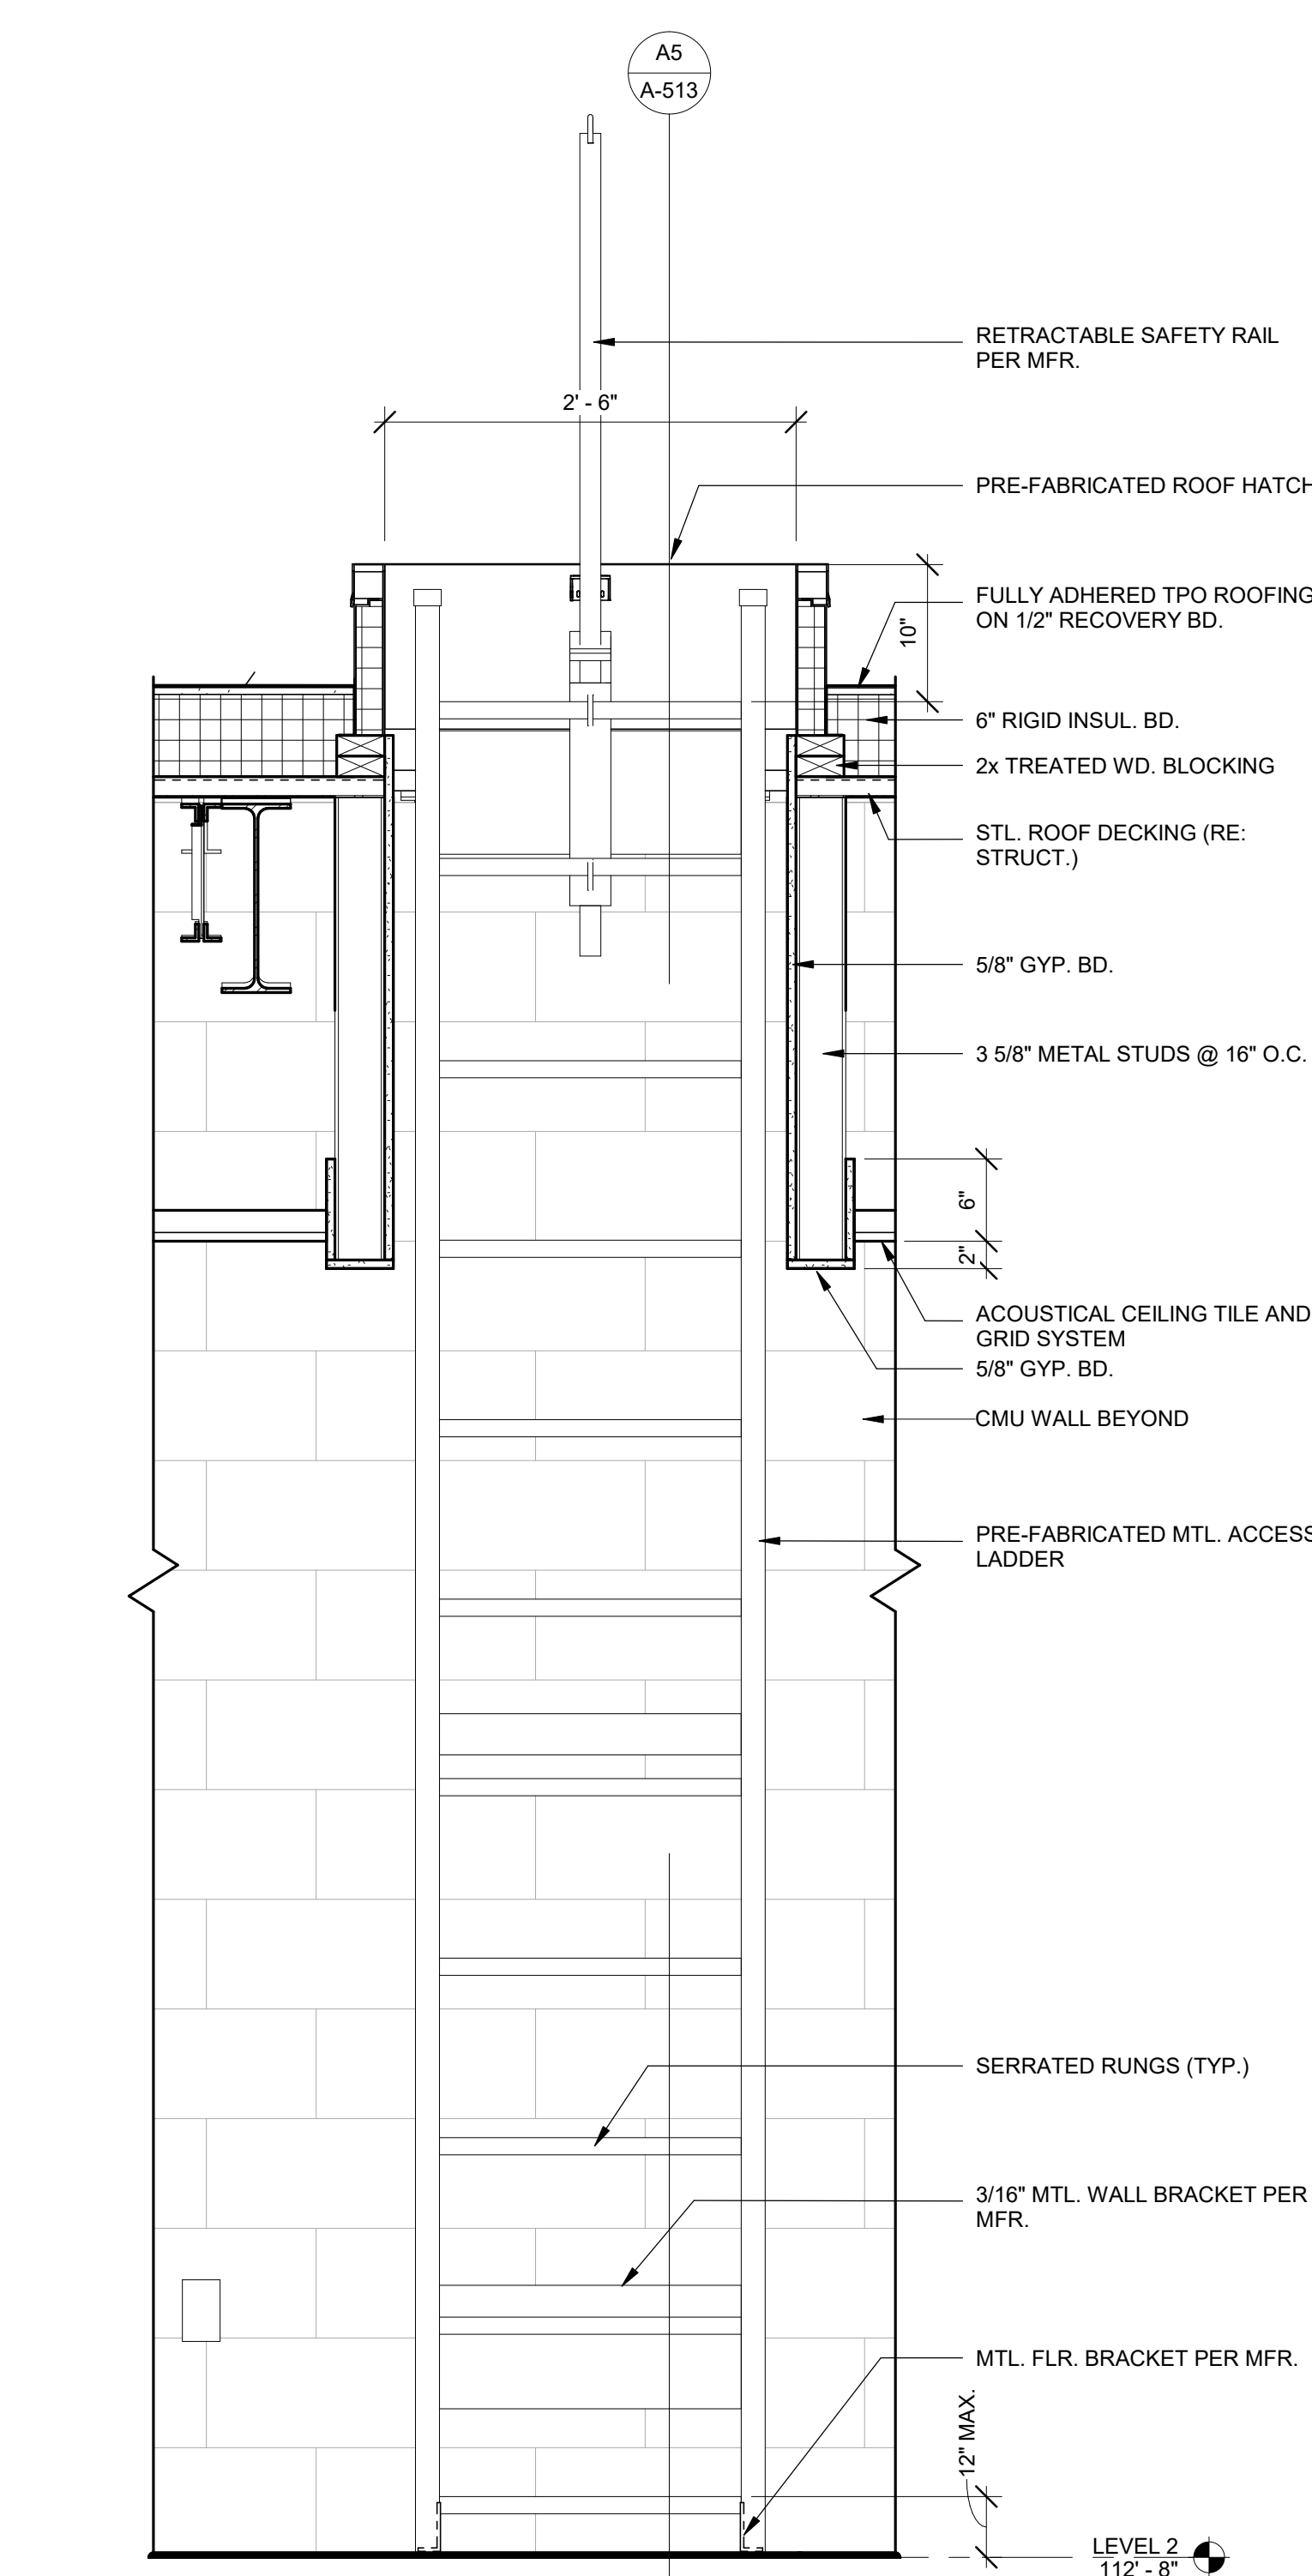 A5
A-513
RETRACTABLE SAFETY RAIL
PER MFR.
2' - 6"
PRE-FABRICATED ROOF HATCH
FULLY ADHERED TPO ROOFING
ON 1/2" RECOVERY BD.
10"
6" RIGID INSUL. BD.
2x TREATED WD. BLOCKING
STL. ROOF DECKING (RE:
STRUCT.)
5/8" GYP. BD.
3 5/8" METAL STUDS @ 16" O.C.
6"
2"
ACOUSTICAL CEILING TILE AND
GRID SYSTEM
5/8" GYP. BD.
CMU WALL BEYOND
PRE-FABRICATED MTL. ACCESS
LADDER
SERRATED RUNGS (TYP.)
3/16" MTL. WALL BRACKET PER
MFR.
MTL. FLR. BRACKET PER MFR.
12" MAX.
LEVEL 2
112' - 8"